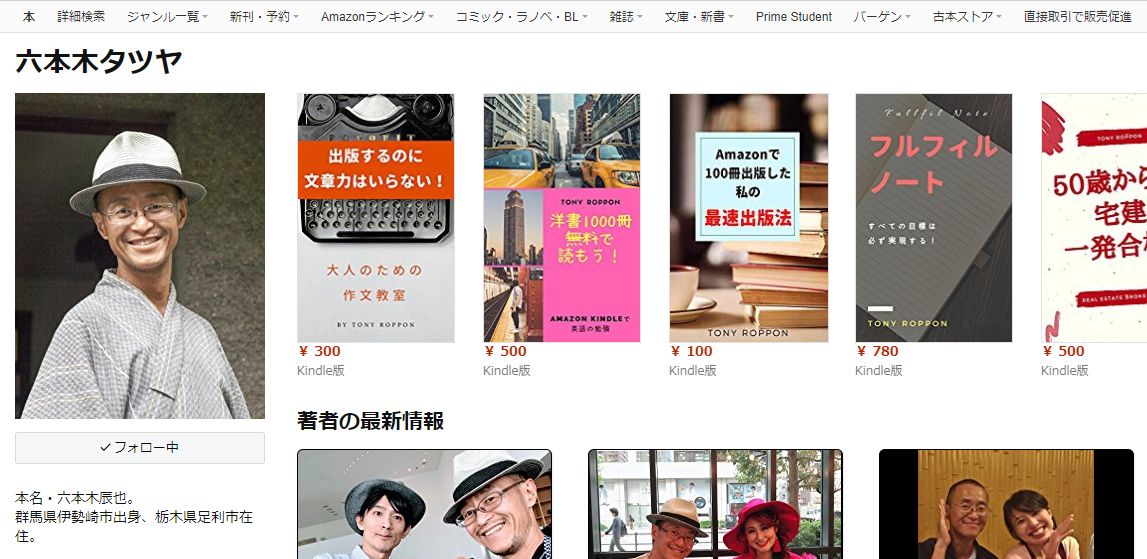 本 詳細検索 ジャンル一覧 新刊・予約 Amazonランキング コミック・ラノベ・BL 雑誌 文庫・新書 Prime Student バーゲン 古本ストア 直接取引で販売促進
六本木タツヤ
出版するのに
文章力はいらない!
大人のための
作文教室
BY TONY ROPPON
TONY ROPPON
洋書1000冊
無料で
読もう!
AMAZON KINDLEで
英語の勉強
Amazonで
100冊出版した
私の
最速出版法
TONY ROPPON
Fullfil Note
フルフィル
ノート
すべての目標は
必ず実現する!
TONY ROPPON
TONY ROPPON
50歳から
宅建
一発合格
REAL ESTATE BROKE
¥ 300
Kindle版
¥ 500
Kindle版
¥ 100
Kindle版
¥ 780
Kindle版
¥ 500
Kindle版
フォロー中
著者の最新情報
本名・六本木辰也。
群馬県伊勢崎市出身、栃木県足利市在
住。